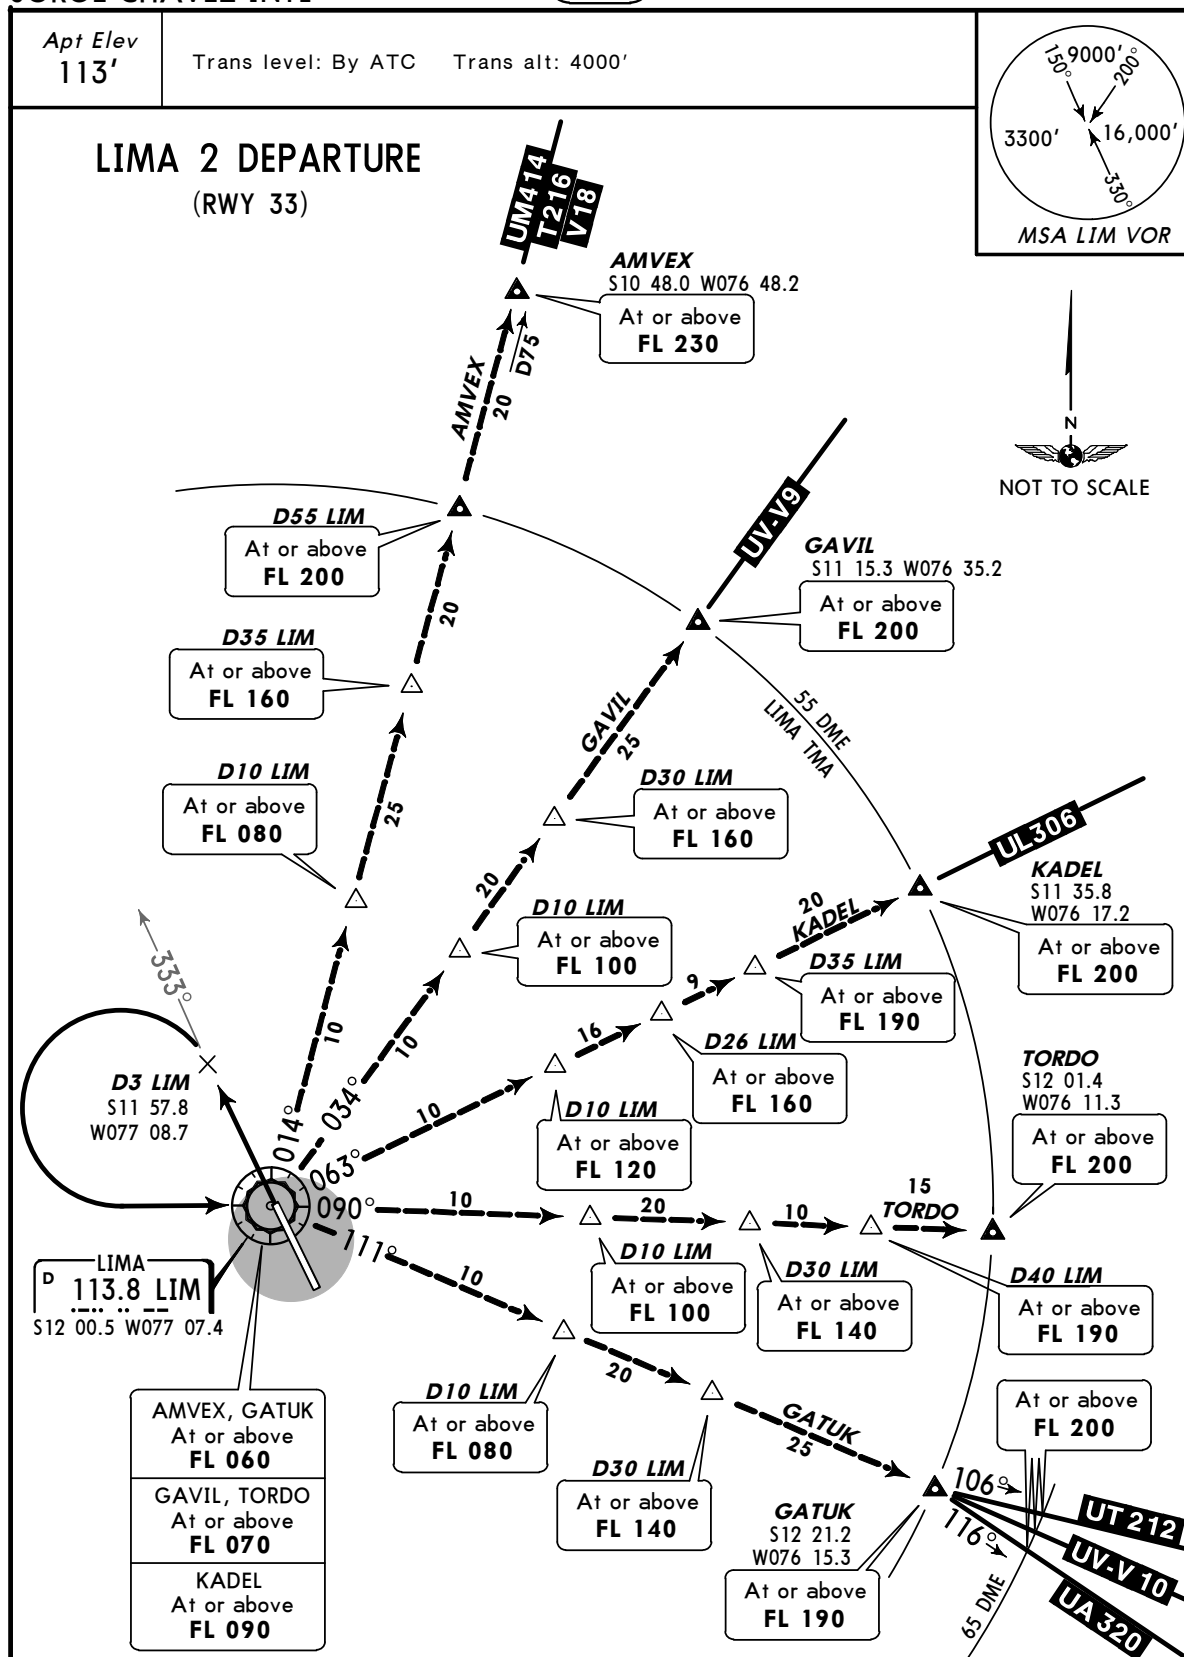 Apt Elev
113'
Trans level: By ATC Trans alt: 4000'
150°
9000'
200°
3300'
16,000'
330°
MSA LIM VOR
LIMA 2 DEPARTURE
(RWY 33)
UM414
T216
V18
AMVEX
S10 48.0 W076 48.2
At or above
FL 230
D75
AMVEX
20
N
NOT TO SCALE
D55 LIM
At or above
FL 200
UV-V9
GAVIL
S11 15.3 W076 35.2
At or above
FL 200
20
D35 LIM
At or above
FL 160
55 DME
LIMA TMA
GAVIL
25
D10 LIM
At or above
FL 080
25
D30 LIM
At or above
FL 160
UL306
KADEL
S11 35.8
W076 17.2
At or above
FL 200
20
D10 LIM
At or above
FL 100
20
KADEL
D35 LIM
At or above
FL 190
9
333°
10
10
16
D26 LIM
At or above
FL 160
D3 LIM
S11 57.8
W077 08.7
10
D10 LIM
At or above
FL 120
TORDO
S12 01.4
W076 11.3
At or above
FL 200
014°
034°
063°
090°
111°
10
20
10
15
TORDO
D10 LIM
At or above
FL 100
D30 LIM
At or above
FL 140
D40 LIM
At or above
FL 190
LIMA
D 113.8 LIM
S12 00.5 W077 07.4
10
20
D10 LIM
At or above
FL 080
GATUK
25
D30 LIM
At or above
FL 140
At or above
FL 200
AMVEX, GATUK
At or above
FL 060
GAVIL, TORDO
At or above
FL 070
KADEL
At or above
FL 090
GATUK
S12 21.2
W076 15.3
At or above
FL 190
106°
116°
UT 212
UV-V 10
UA 320
65 DME